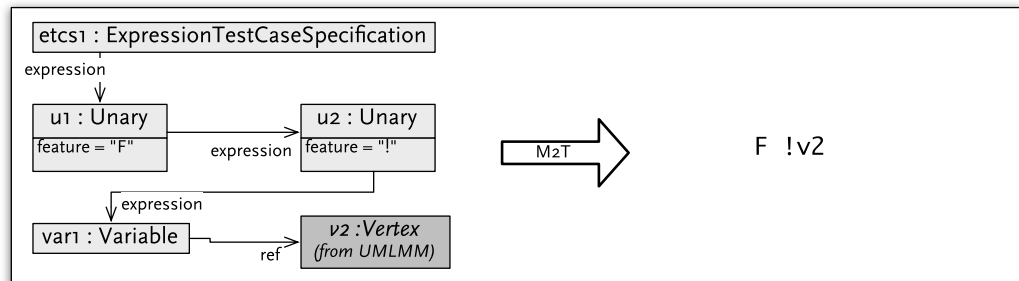 etcs1 : ExpressionTestCaseSpecification
expression
u1 : Unary
feature = "F"
expression
u2 : Unary
feature = "!"
M2T
F !v2
expression
var1 : Variable
ref
v2 :Vertex
(from UMLMM)